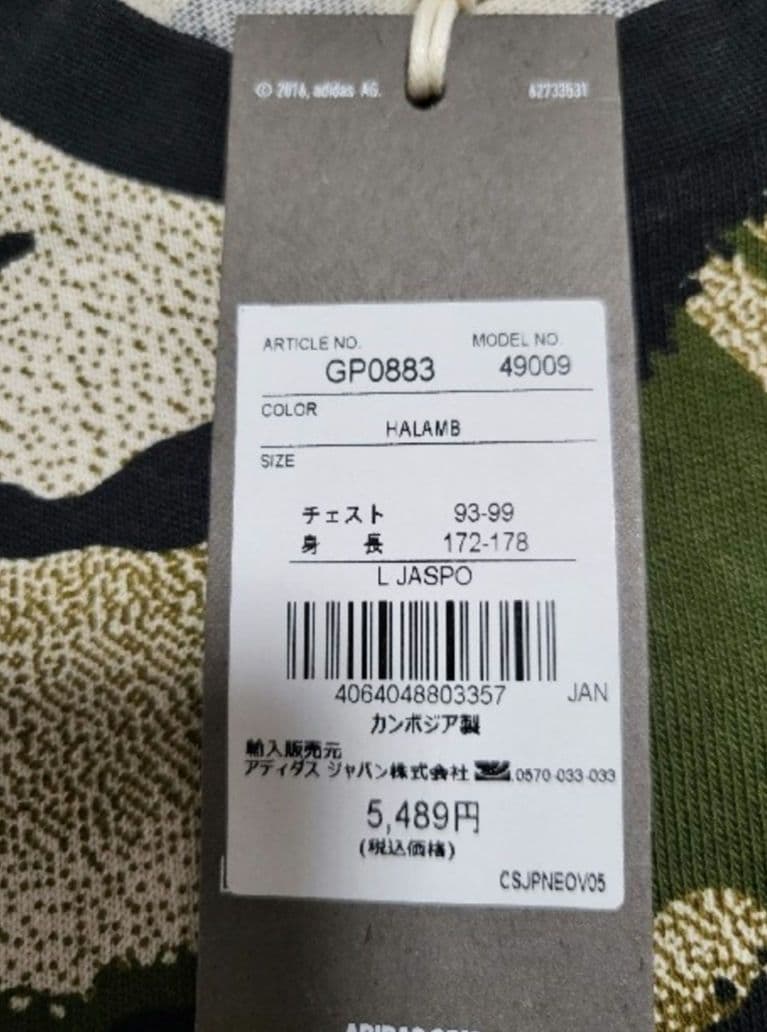 © 2016, adidas AG. 62733531
ARTICLE NO. MODEL NO.
GP0883 49009
COLOR
HALAMB
SIZE
チェスト 93-99
身 長 172-178
L JASPO
4064048803357 JAN
カンボジア製
輸入販売元
アディダス ジャパン株式会社 0570-033-033
5,489円
(税込価格)
CSJPNEOV05